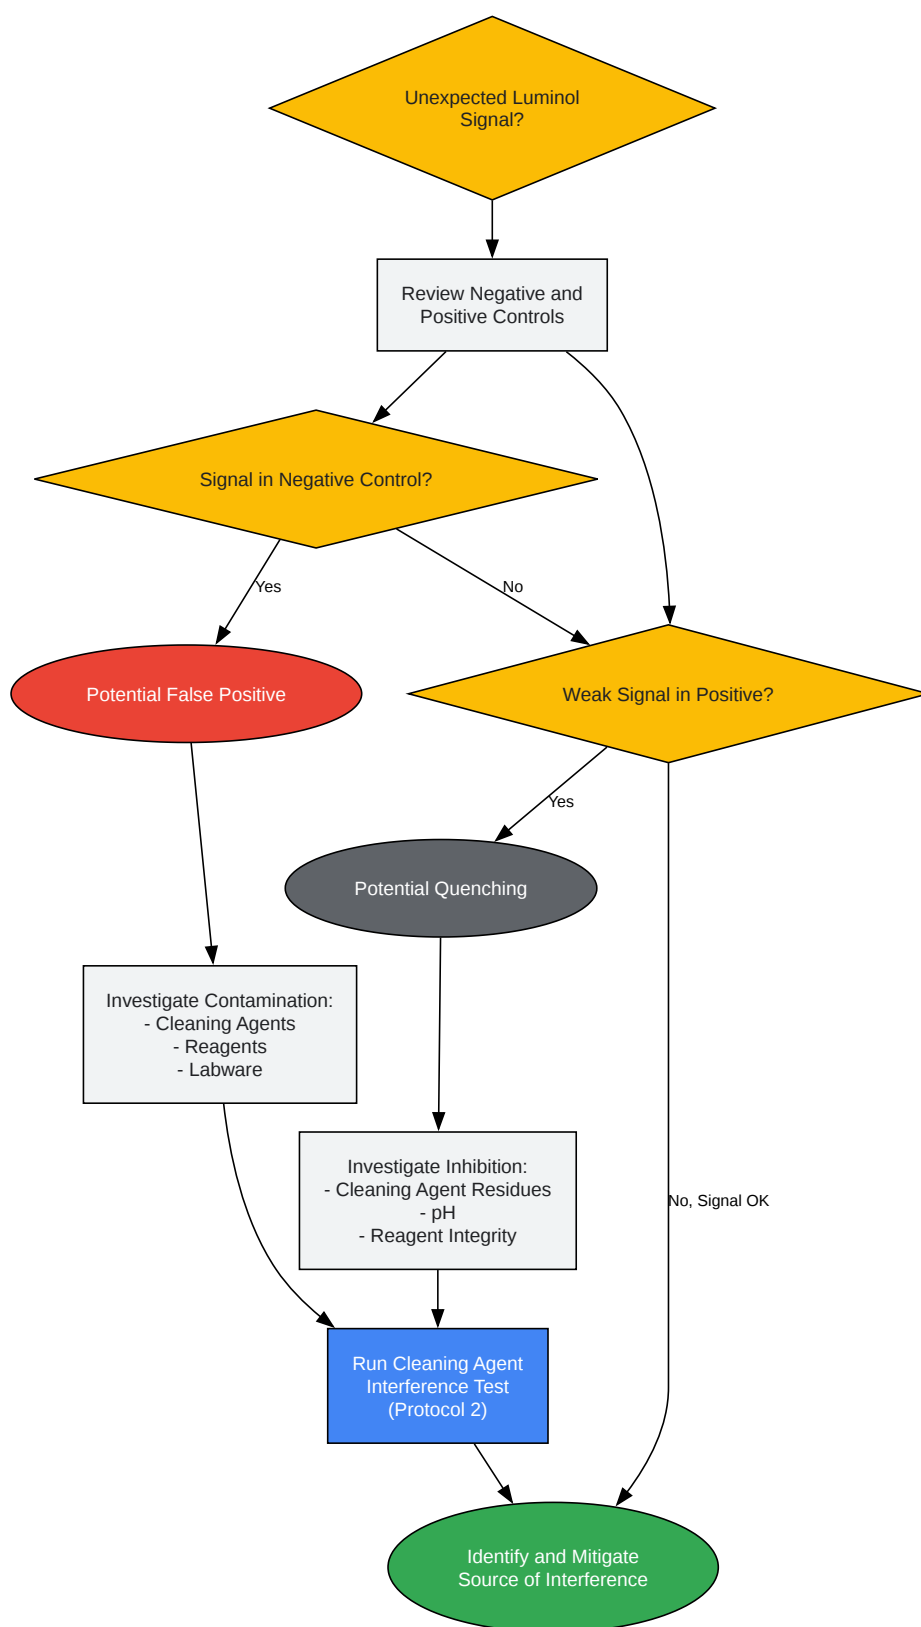 Unexpected Luminol
Signal?
Review Negative and
Positive Controls
Signal in Negative Control?
Yes
No
Potential False Positive
Weak Signal in Positive?
Yes
Potential Quenching
Investigate Contamination:
- Cleaning Agents
- Reagents
- Labware
Investigate Inhibition:
- Cleaning Agent Residues
- pH
- Reagent Integrity
No, Signal OK
Run Cleaning Agent
Interference Test
(Protocol 2)
Identify and Mitigate
Source of Interference